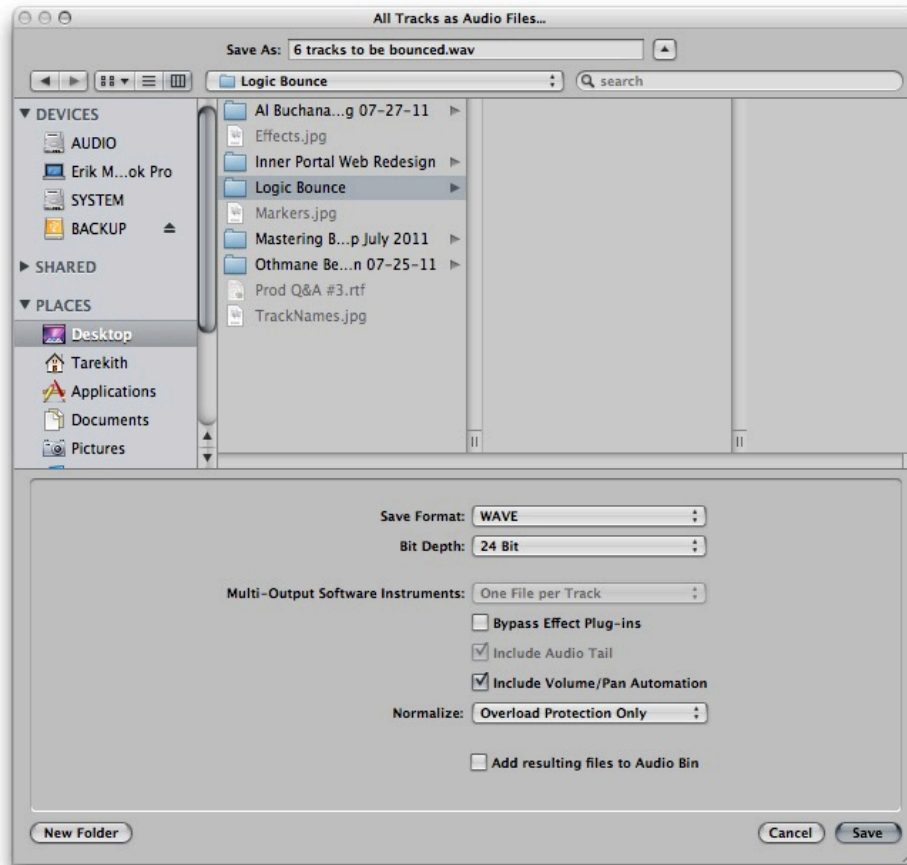 All Tracks as Audio Files...
Save As: 6 tracks to be bounced.wav
Logic Bounce
search
DEVICES
AUDIO
Erik M...ok Pro
SYSTEM
BACKUP
SHARED
PLACES
Desktop
Tarekith
Applications
Documents
Pictures
Al Buchana...g 07-27-11
Effects.jpg
Inner Portal Web Redesign
Logic Bounce
Markers.jpg
Mastering B...p July 2011
Othmane Be...n 07-25-11
Prod Q&A #3.rtf
TrackNames.jpg
Save Format: WAVE
Bit Depth: 24 Bit
Multi-Output Software Instruments: One File per Track
Bypass Effect Plug-ins
Include Audio Tail
Include Volume/Pan Automation
Normalize: Overload Protection Only
Add resulting files to Audio Bin
New Folder
Cancel
Save